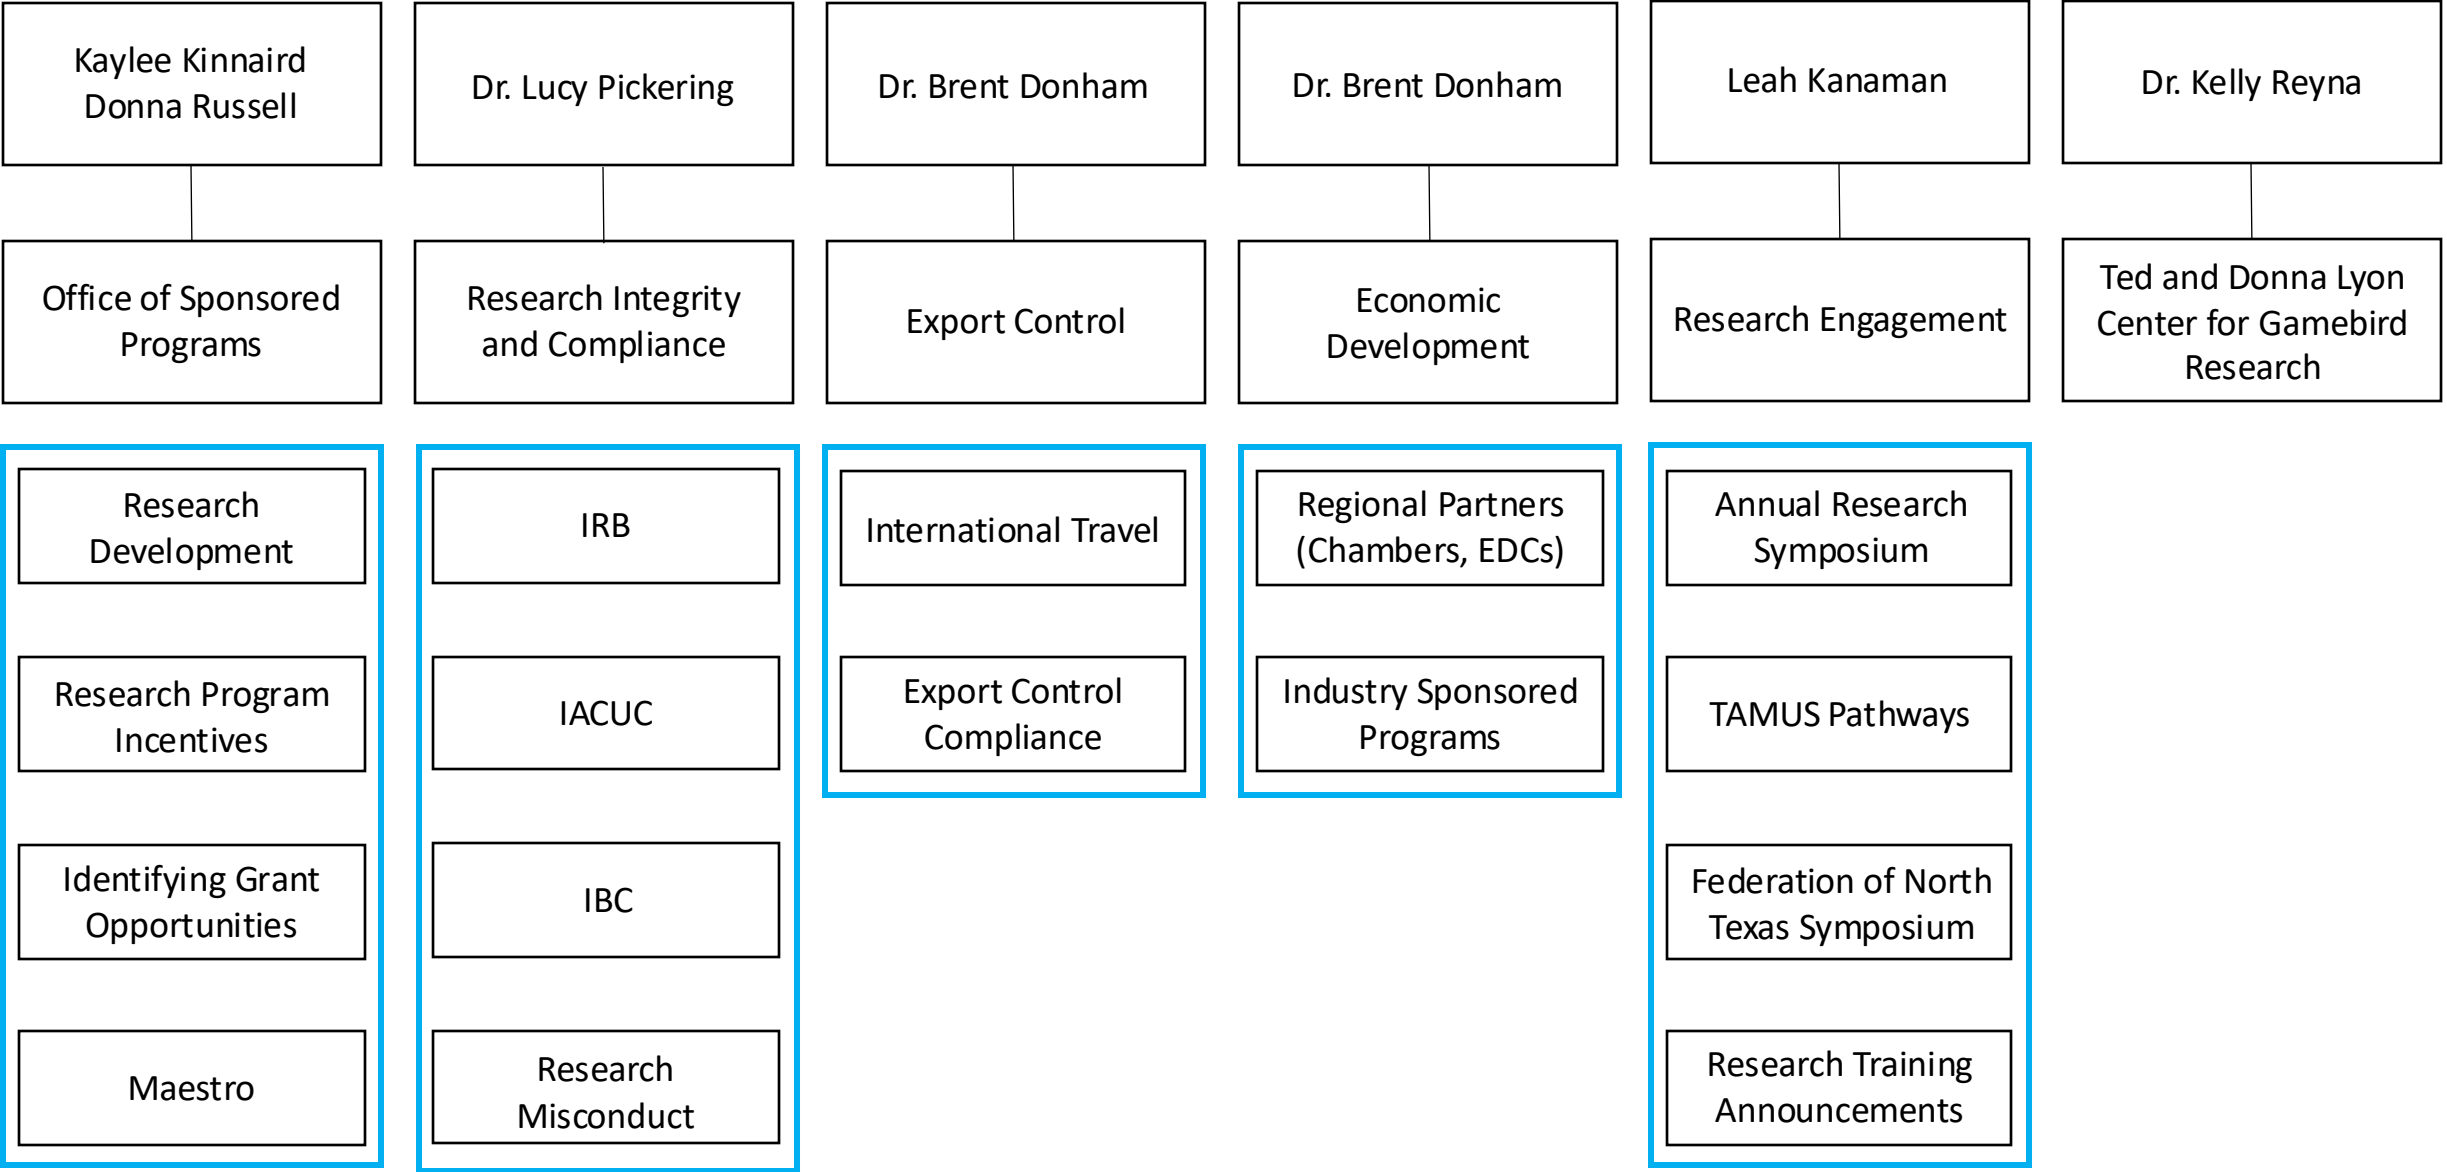 Kaylee Kinnaird
Donna Russell
Dr. Lucy Pickering
Dr. Brent Donham
Dr. Brent Donham
Leah Kanaman
Dr. Kelly Reyna
Office of Sponsored
Programs
Research Integrity
and Compliance
Export Control
Economic
Development
Research Engagement
Ted and Donna Lyon
Center for Gamebird
Research
Research
Development
Research Program
Incentives
Identifying Grant
Opportunities
Maestro
IRB
IACUC
IBC
Research
Misconduct
International Travel
Export Control
Compliance
Regional Partners
(Chambers, EDCs)
Industry Sponsored
Programs
Annual Research
Symposium
TAMUS Pathways
Federation of North
Texas Symposium
Research Training
Announcements